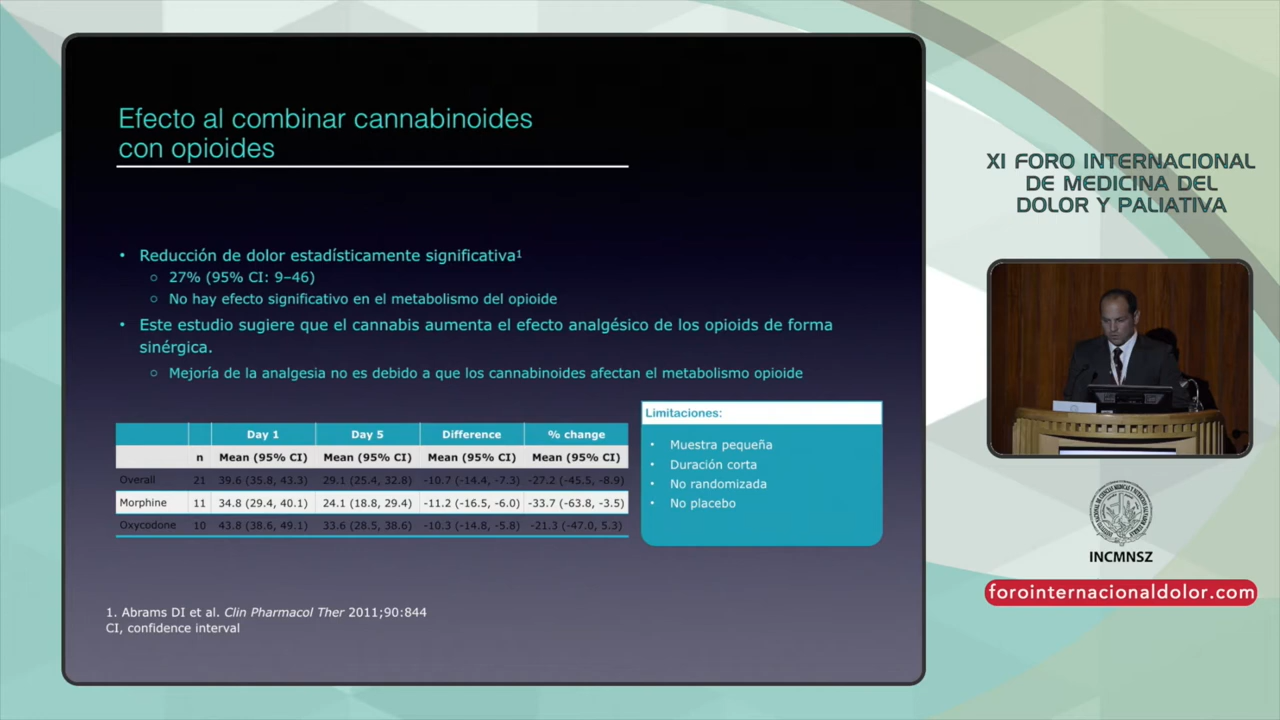 Efecto al combinar cannabinoides
con opioides
• Reducción de dolor estadísticamente significativa¹
○ 27% (95% CI: 9–46)
○ No hay efecto significativo en el metabolismo del opioide
• Este estudio sugiere que el cannabis aumenta el efecto analgésico de los opioids de forma
sinérgica.
○ Mejoría de la analgesia no es debido a que los cannabinoides afectan el metabolismo opioide
Day 1 Day 5 Difference % change
n Mean (95% CI) Mean (95% CI) Mean (95% CI) Mean (95% CI)
Overall 21 39.6 (35.8, 43.3) 29.1 (25.4, 32.8) -10.7 (-14.4, -7.3) -27.2 (-45.5, -8.9)
Morphine 11 34.8 (29.4, 40.1) 24.1 (18.8, 29.4) -11.2 (-16.5, -6.0) -33.7 (-63.8, -3.5)
Oxycodone 10 43.8 (38.6, 49.1) 33.6 (28.5, 38.6) -10.3 (-14.8, -5.8) -21.3 (-47.0, 5.3)
Limitaciones:
• Muestra pequeña
• Duración corta
• No randomizada
• No placebo
1. Abrams DI et al. Clin Pharmacol Ther 2011;90:844
CI, confidence interval
XI FORO INTERNACIONAL
DE MEDICINA DEL
DOLOR Y PALIATIVA
INCMNSZ
forointernacionaldolor.com